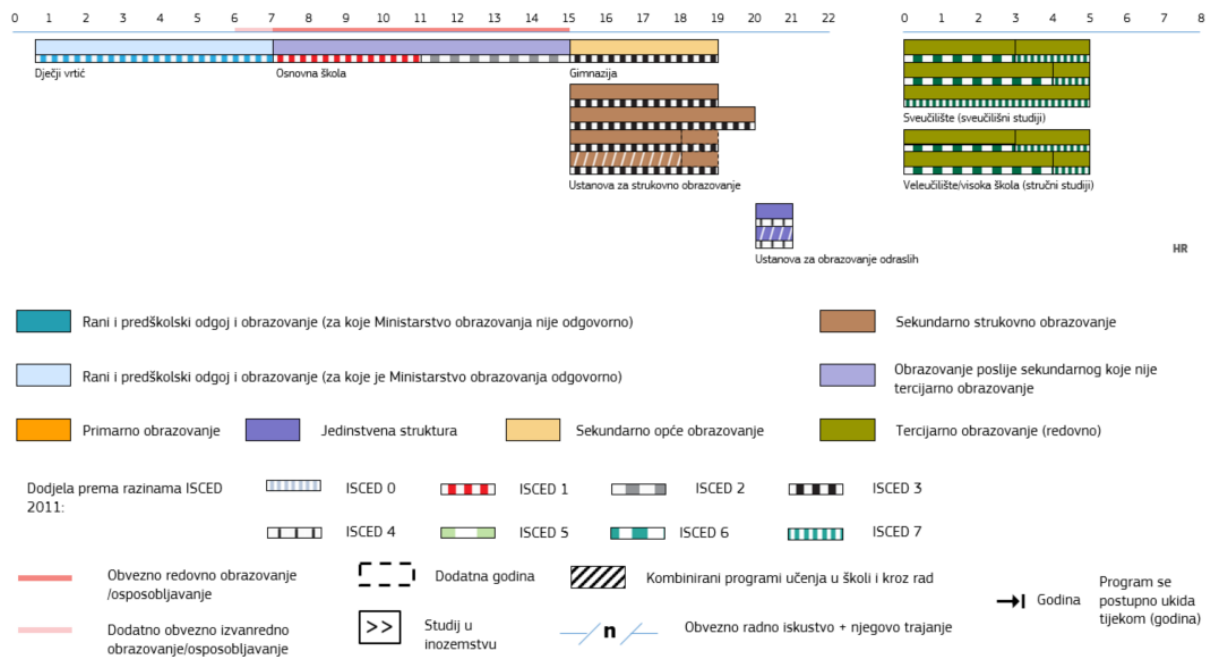 0 1 2 3 4 5 6 7 8 9 10 11 12 13 14 15 16 17 18 19 20 21 22
0 1 2 3 4 5 6 7 8
Dječji vrtić
Osnovna škola
Gimnazija
Sveučilište (sveučilišni studiji)
Ustanova za strukovno obrazovanje
Veleučilište/visoka škola (stručni studiji)
Ustanova za obrazovanje odraslih
HR
Rani i predškolski odgoj i obrazovanje (za koje Ministarstvo obrazovanja nije odgovorno)
Sekundarno strukovno obrazovanje
Rani i predškolski odgoj i obrazovanje (za koje je Ministarstvo obrazovanja odgovorno)
Obrazovanje poslije sekundarnog koje nije
tercijarno obrazovanje
Primarno obrazovanje
Jedinstvena struktura
Sekundarno opće obrazovanje
Tercijarno obrazovanje (redovno)
Dodjela prema razinama ISCED
2011:
ISCED 0
ISCED 1
ISCED 2
ISCED 3
ISCED 4
ISCED 5
ISCED 6
ISCED 7
Obvezno redovno obrazovanje
/osposobljavanje
Dodatna godina
Kombinirani programi učenja u školi i kroz rad
Godina
Program se
postupno ukida
tijekom (godina)
Dodatno obvezno izvanredno
obrazovanje/osposobljavanje
>>
Studij u
inozemstvu
n
Obvezno radno iskustvo + njegovo trajanje